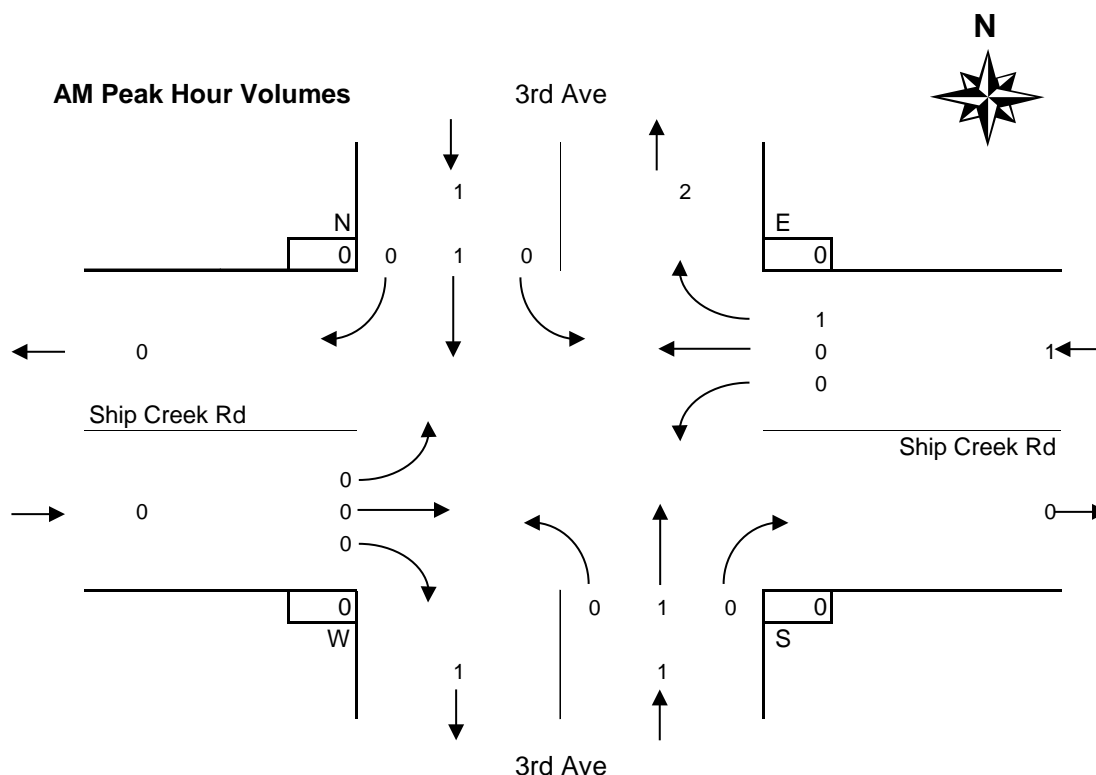 N
AM Peak Hour Volumes 3rd Ave
1 2
N E
0 0 1 0 0
1
0 0 1
0
Ship Creek Rd
Ship Creek Rd
0
0 0 0
0
0 0 1 0 0
W S
1 1
3rd Ave